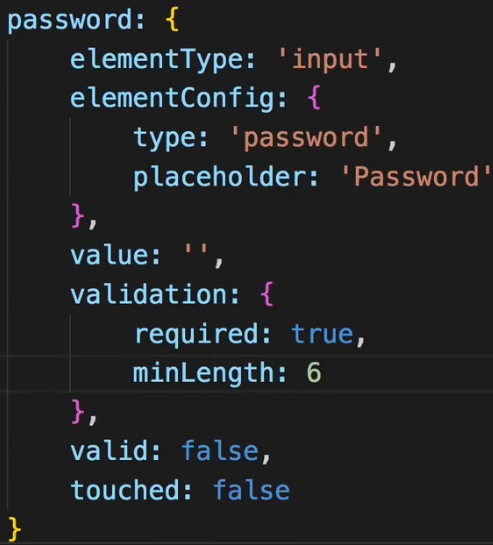 password: {
    elementType: 'input',
    elementConfig: {
        type: 'password',
        placeholder: 'Password'
    },
    value: '',
    validation: {
        required: true,
        minLength: 6
    },
    valid: false,
    touched: false
}